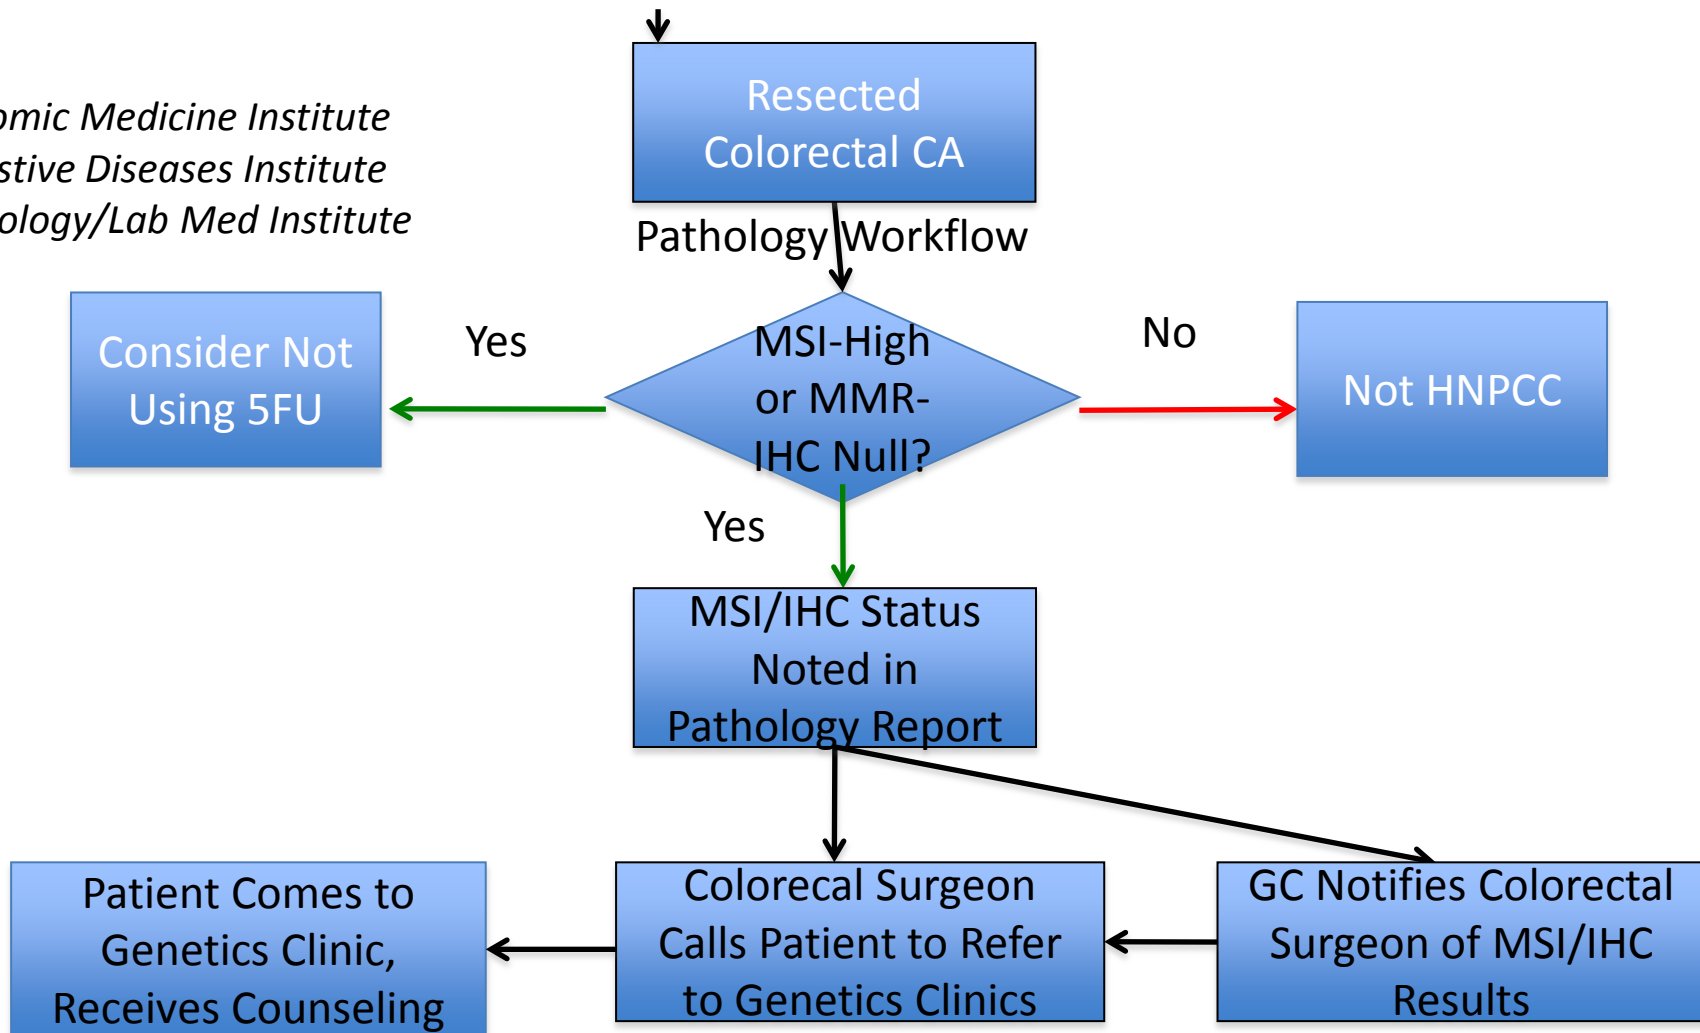 Resected
Colorectal CA
omic Medicine Institute
stive Diseases Institute
ology/Lab Med Institute
Pathology Workflow
Consider Not
Using 5FU
Yes
MSI-High
or MMR-
IHC Null?
No
Not HNPCC
Yes
MSI/IHC Status
Noted in
Pathology Report
Patient Comes to
Genetics Clinic,
Receives Counseling
Colorecal Surgeon
Calls Patient to Refer
to Genetics Clinics
GC Notifies Colorectal
Surgeon of MSI/IHC
Results